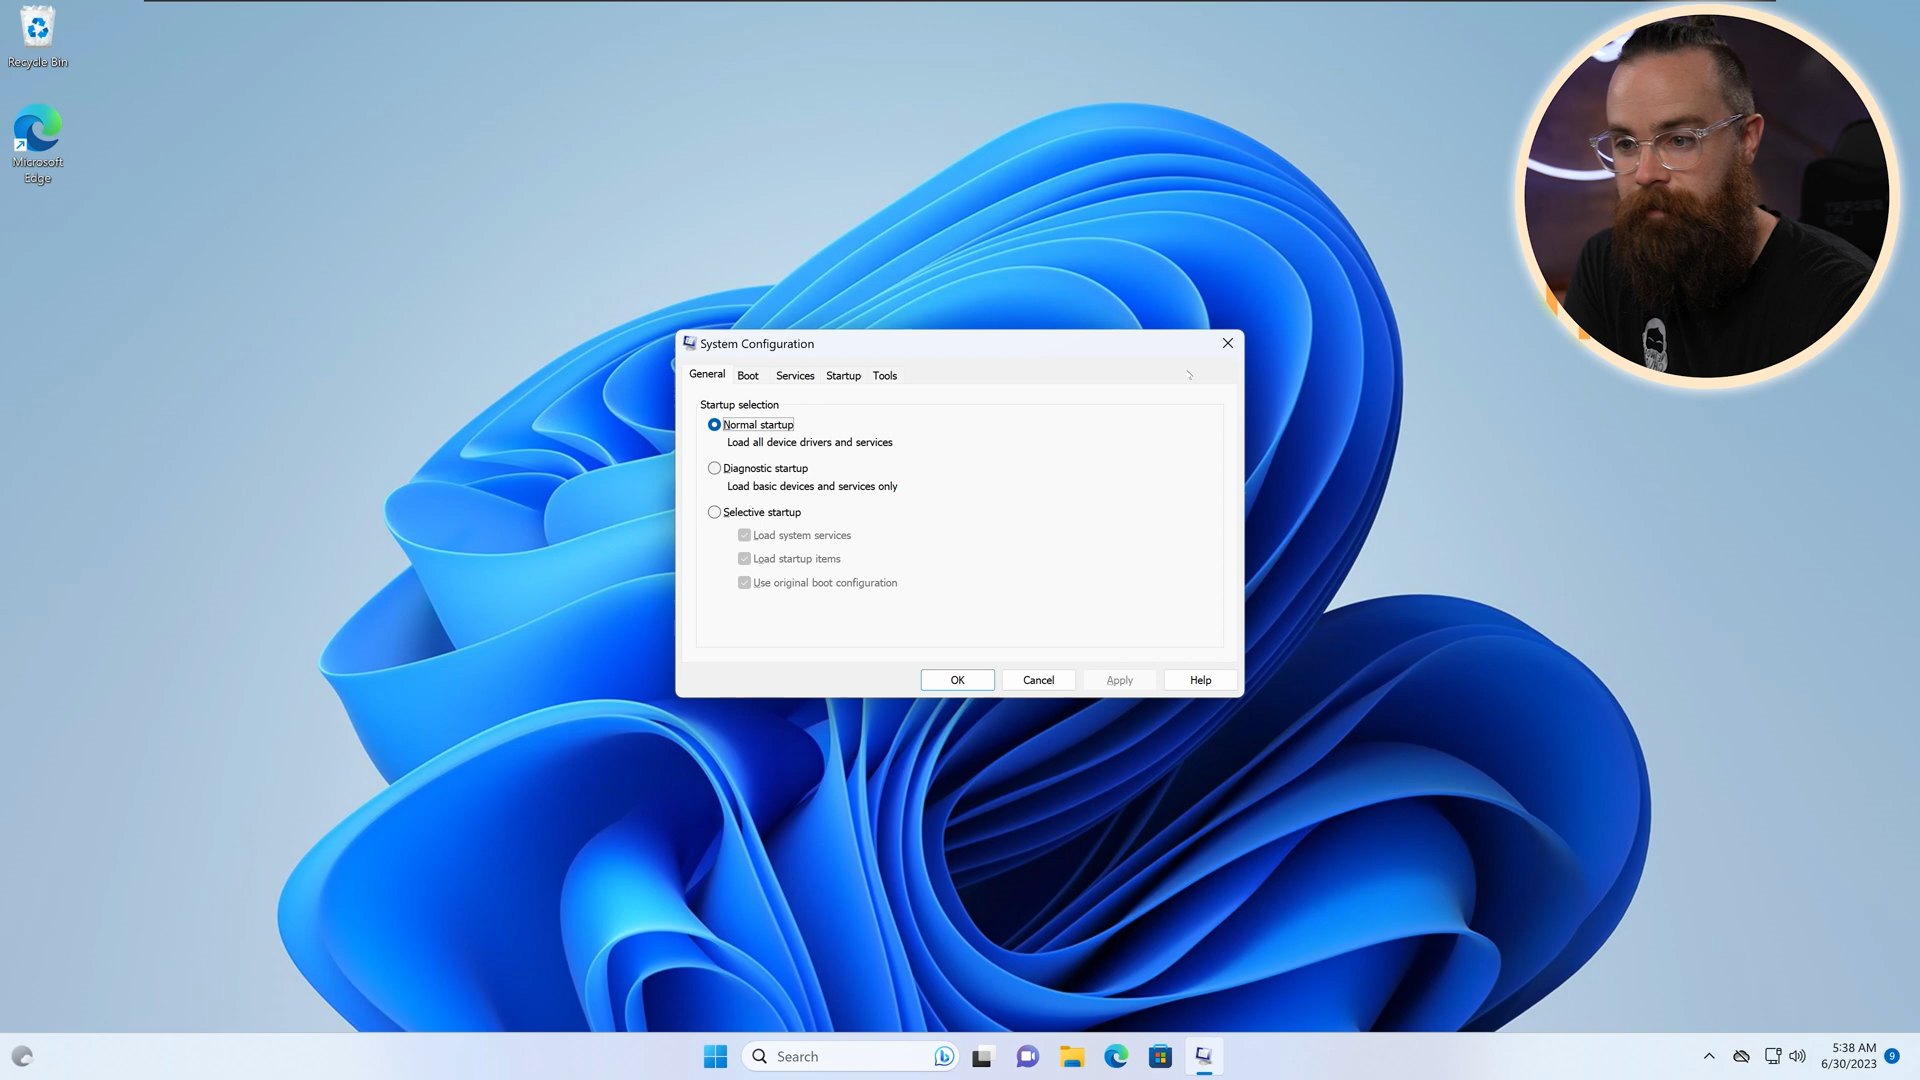 Recycle Bin
Microsoft
Edge
System Configuration
General
Boot
Services
Startup
Tools
Startup selection
Normal startup
Load all device drivers and services
Diagnostic startup
Load basic devices and services only
Selective startup
Load system services
Load startup items
Use original boot configuration
OK
Cancel
Apply
Help
Search
5:38 AM
6/30/2023
9